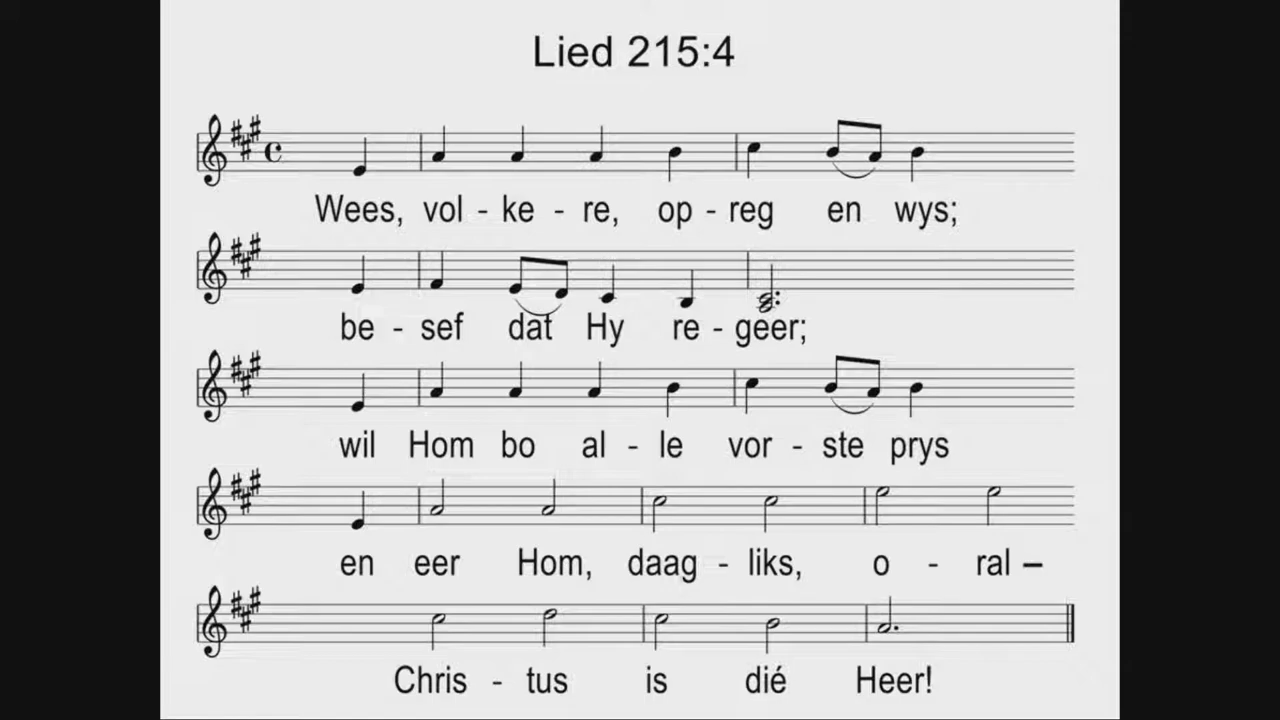 Lied 215:4
Wees, vol - ke - re, op - reg en wys;
be - sef dat Hy re - geer;
wil Hom bo al - le vor - ste prys
en eer Hom, daag - liks, o - ral –
Chris - tus is dié Heer!